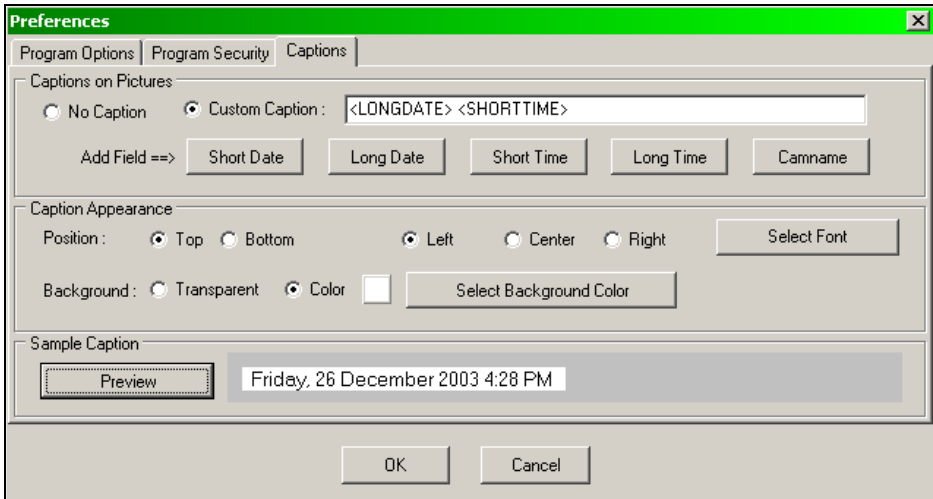 Preferences
Program Options Program Security Captions
Captions on Pictures
No Caption Custom Caption : <LONGDATE> <SHORTTIME>
Add Field ==> Short Date Long Date Short Time Long Time Camname
Caption Appearance
Position : Top Bottom Left Center Right Select Font
Background : Transparent Color Select Background Color
Sample Caption
Preview Friday, 26 December 2003 4:28 PM
OK Cancel